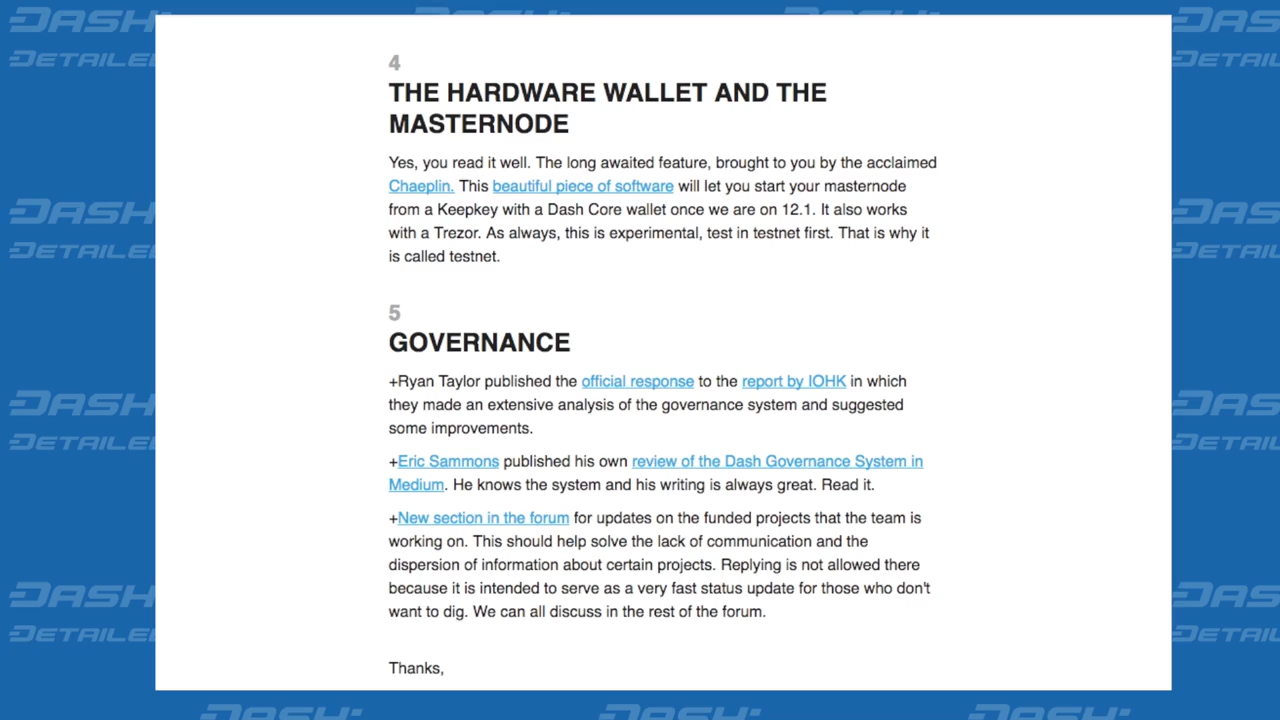 DASH:
DETAILED
4
THE HARDWARE WALLET AND THE
MASTERNODE
Yes, you read it well. The long awaited feature, brought to you by the acclaimed
Chaeplin. This beautiful piece of software will let you start your masternode
from a Keepkey with a Dash Core wallet once we are on 12.1. It also works
with a Trezor. As always, this is experimental, test in testnet first. That is why it
is called testnet.
5
GOVERNANCE
+Ryan Taylor published the official response to the report by IOHK in which
they made an extensive analysis of the governance system and suggested
some improvements.
+Eric Sammons published his own review of the Dash Governance System in
Medium. He knows the system and his writing is always great. Read it.
+New section in the forum for updates on the funded projects that the team is
working on. This should help solve the lack of communication and the
dispersion of information about certain projects. Replying is not allowed there
because it is intended to serve as a very fast status update for those who don't
want to dig. We can all discuss in the rest of the forum.
Thanks,